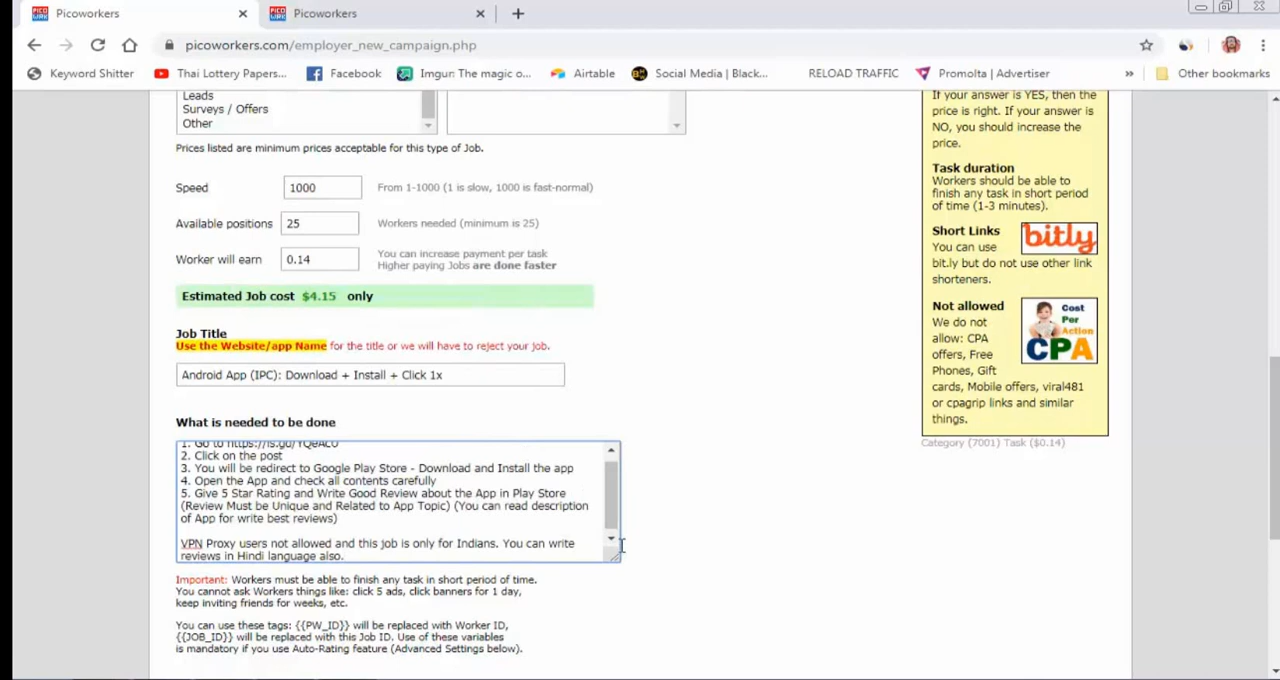 Picoworkers
Picoworkers
picoworkers.com/employer_new_campaign.php
Keyword Shitter
Thai Lottery Papers...
Facebook
Imgur: The magic o...
Airtable
Social Media | Black...
RELOAD TRAFFIC
Promolta | Advertiser
»
Other bookmarks
Leads
Surveys / Offers
Other
Prices listed are minimum prices acceptable for this type of Job.
Speed
1000
From 1-1000 (1 is slow, 1000 is fast-normal)
Available positions
25
Workers needed (minimum is 25)
Worker will earn
0.14
You can increase payment per task
Higher paying Jobs are done faster
Estimated Job cost $4.15 only
Job Title
Use the Website/app Name for the title or we will have to reject your job.
Android App (IPC): Download + Install + Click 1x
What is needed to be done
2. Click on the post
3. You will be redirect to Google Play Store - Download and Install the app
4. Open the App and check all contents carefully
5. Give 5 Star Rating and Write Good Review about the App in Play Store
(Review Must be Unique and Related to App Topic) (You can read description
of App for write best reviews)
VPN Proxy users not allowed and this job is only for Indians. You can write
reviews in Hindi language also.
Important: Workers must be able to finish any task in short period of time.
You cannot ask Workers things like: click 5 ads, click banners for 1 day,
keep inviting friends for weeks, etc.
You can use these tags: {{PW_ID}} will be replaced with Worker ID,
{{JOB_ID}} will be replaced with this Job ID. Use of these variables
is mandatory if you use Auto-Rating feature (Advanced Settings below).
If your answer is YES, then the
price is right. If your answer is
NO, you should increase the
price.
Task duration
Workers should be able to
finish any task in short period
of time (1-3 minutes).
Short Links
bitly
You can use
bit.ly but do not use other link
shorteners.
Not allowed
We do not
allow: CPA
offers, Free
Phones, Gift
cards, Mobile offers, viral481
or cpagrip links and similar
things.
Cost
Per
Action
CPA
Category (7001) Task ($0.14)